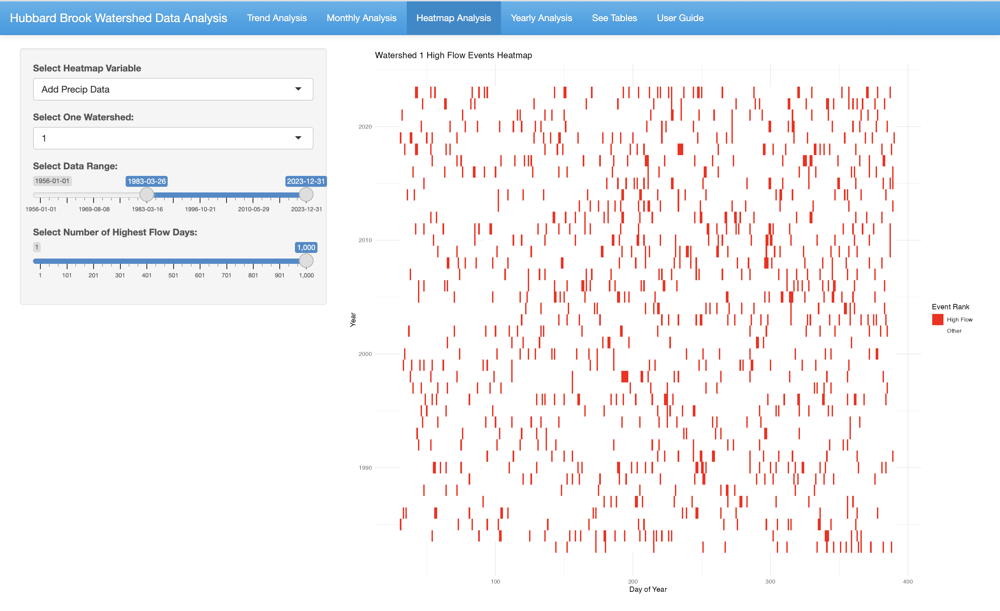 Hubbard Brook Watershed Data Analysis Trend Analysis Monthly Analysis Heatmap Analysis Yearly Analysis See Tables User Guide
Select Heatmap Variable
Add Precip Data
Select One Watershed:
1
Select Data Range:
1956-01-01 1983-03-26 2023-12-31
1956-01-01 1969-08-08 1983-03-16 1996-10-21 2010-05-29 2023-12-31
Select Number of Highest Flow Days:
1 1,000
1 101 201 301 401 501 601 701 801 901 1,000
Watershed 1 High Flow Events Heatmap
2020
2010
2000
1990
Year
100 200 300 400
Day of Year
Event Rank
High Flow
Other